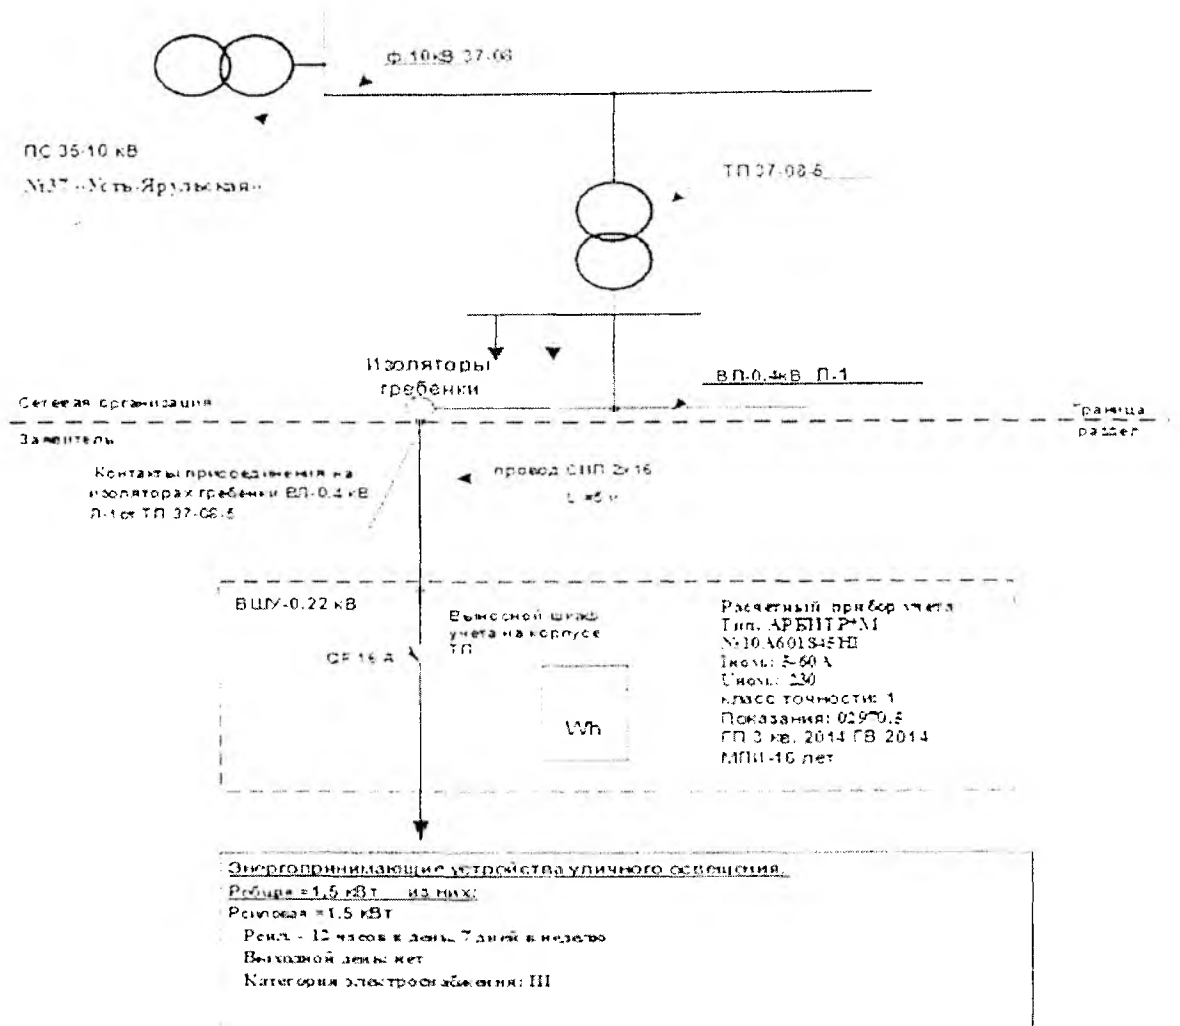 ф.10кВ 37-08
ПС 35-10 кВ
№37 «Усть-Ярульская»
ТП 37-08-5
Изоляторы
гребенки
ВЛ-0,4кВ Л-1
Сетевая организация
Заявитель
Граница
раздел
Контакты присоединения на
изоляторах гребенки ВЛ-0,4 кВ
Л-1 от ТП 37-08-5
провод СИП 2х16
ВШУ-0,22 кВ
Выносной шкаф
учета на корпусе
ТП
QF 16 А
Wh
Расчетный прибор учета
Тип: АРБИТР*М
Iном.: 5-60 А
Uном.: 230
класс точности: 1
Показания: 02970,5
ГП 3 кв. 2014 ГВ 2014
МПИ-16 лет
Энергопринимающие устройства уличного освещения.
Робщая =1,5 кВт из них:
Рсиловая =1,5 кВт
Рсил. - 12 часов в день, 7 дней в неделю
Выходной день: нет
Категория электроснабжения: III